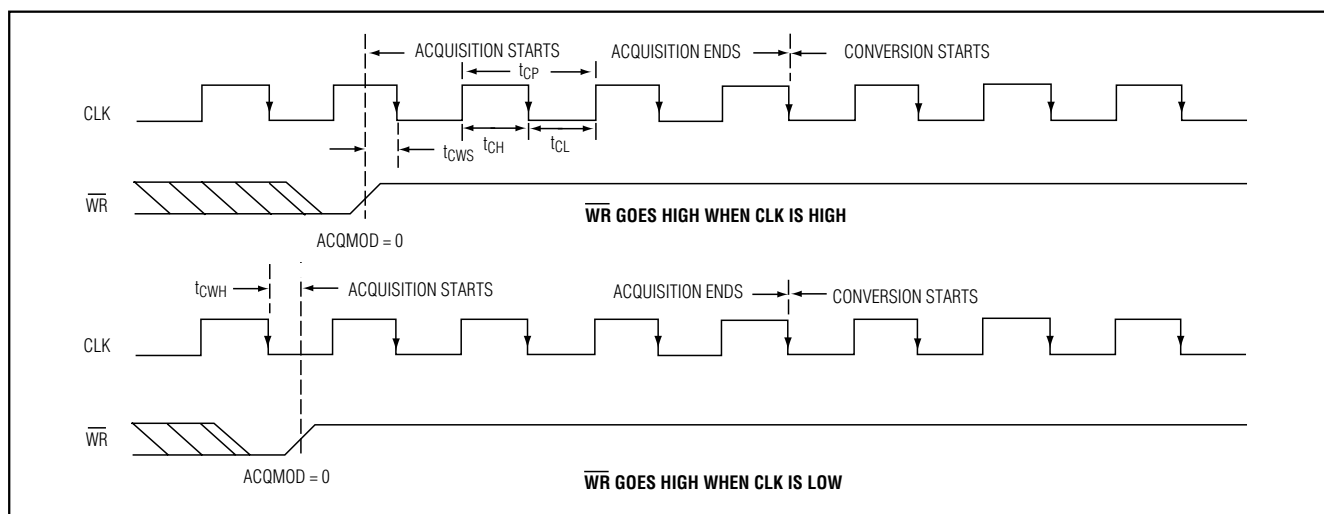 ACQUISITION STARTS
ACQUISITION ENDS
CONVERSION STARTS
tCP
CLK
tCWS
tCH
tCL
WR
WR GOES HIGH WHEN CLK IS HIGH
ACQMOD = 0
tCWH
ACQUISITION STARTS
ACQUISITION ENDS
CONVERSION STARTS
CLK
WR
ACQMOD = 0
WR GOES HIGH WHEN CLK IS LOW